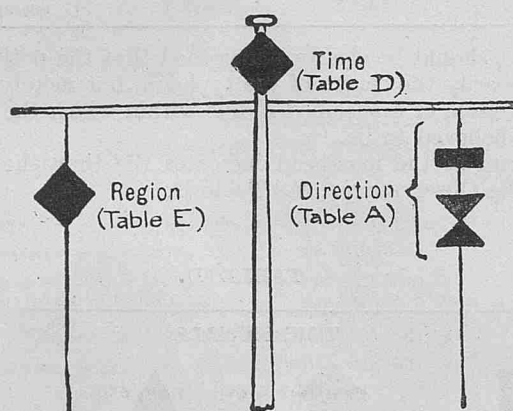 Time
(Table D)
Region
(Table E)
Direction
(Table A)